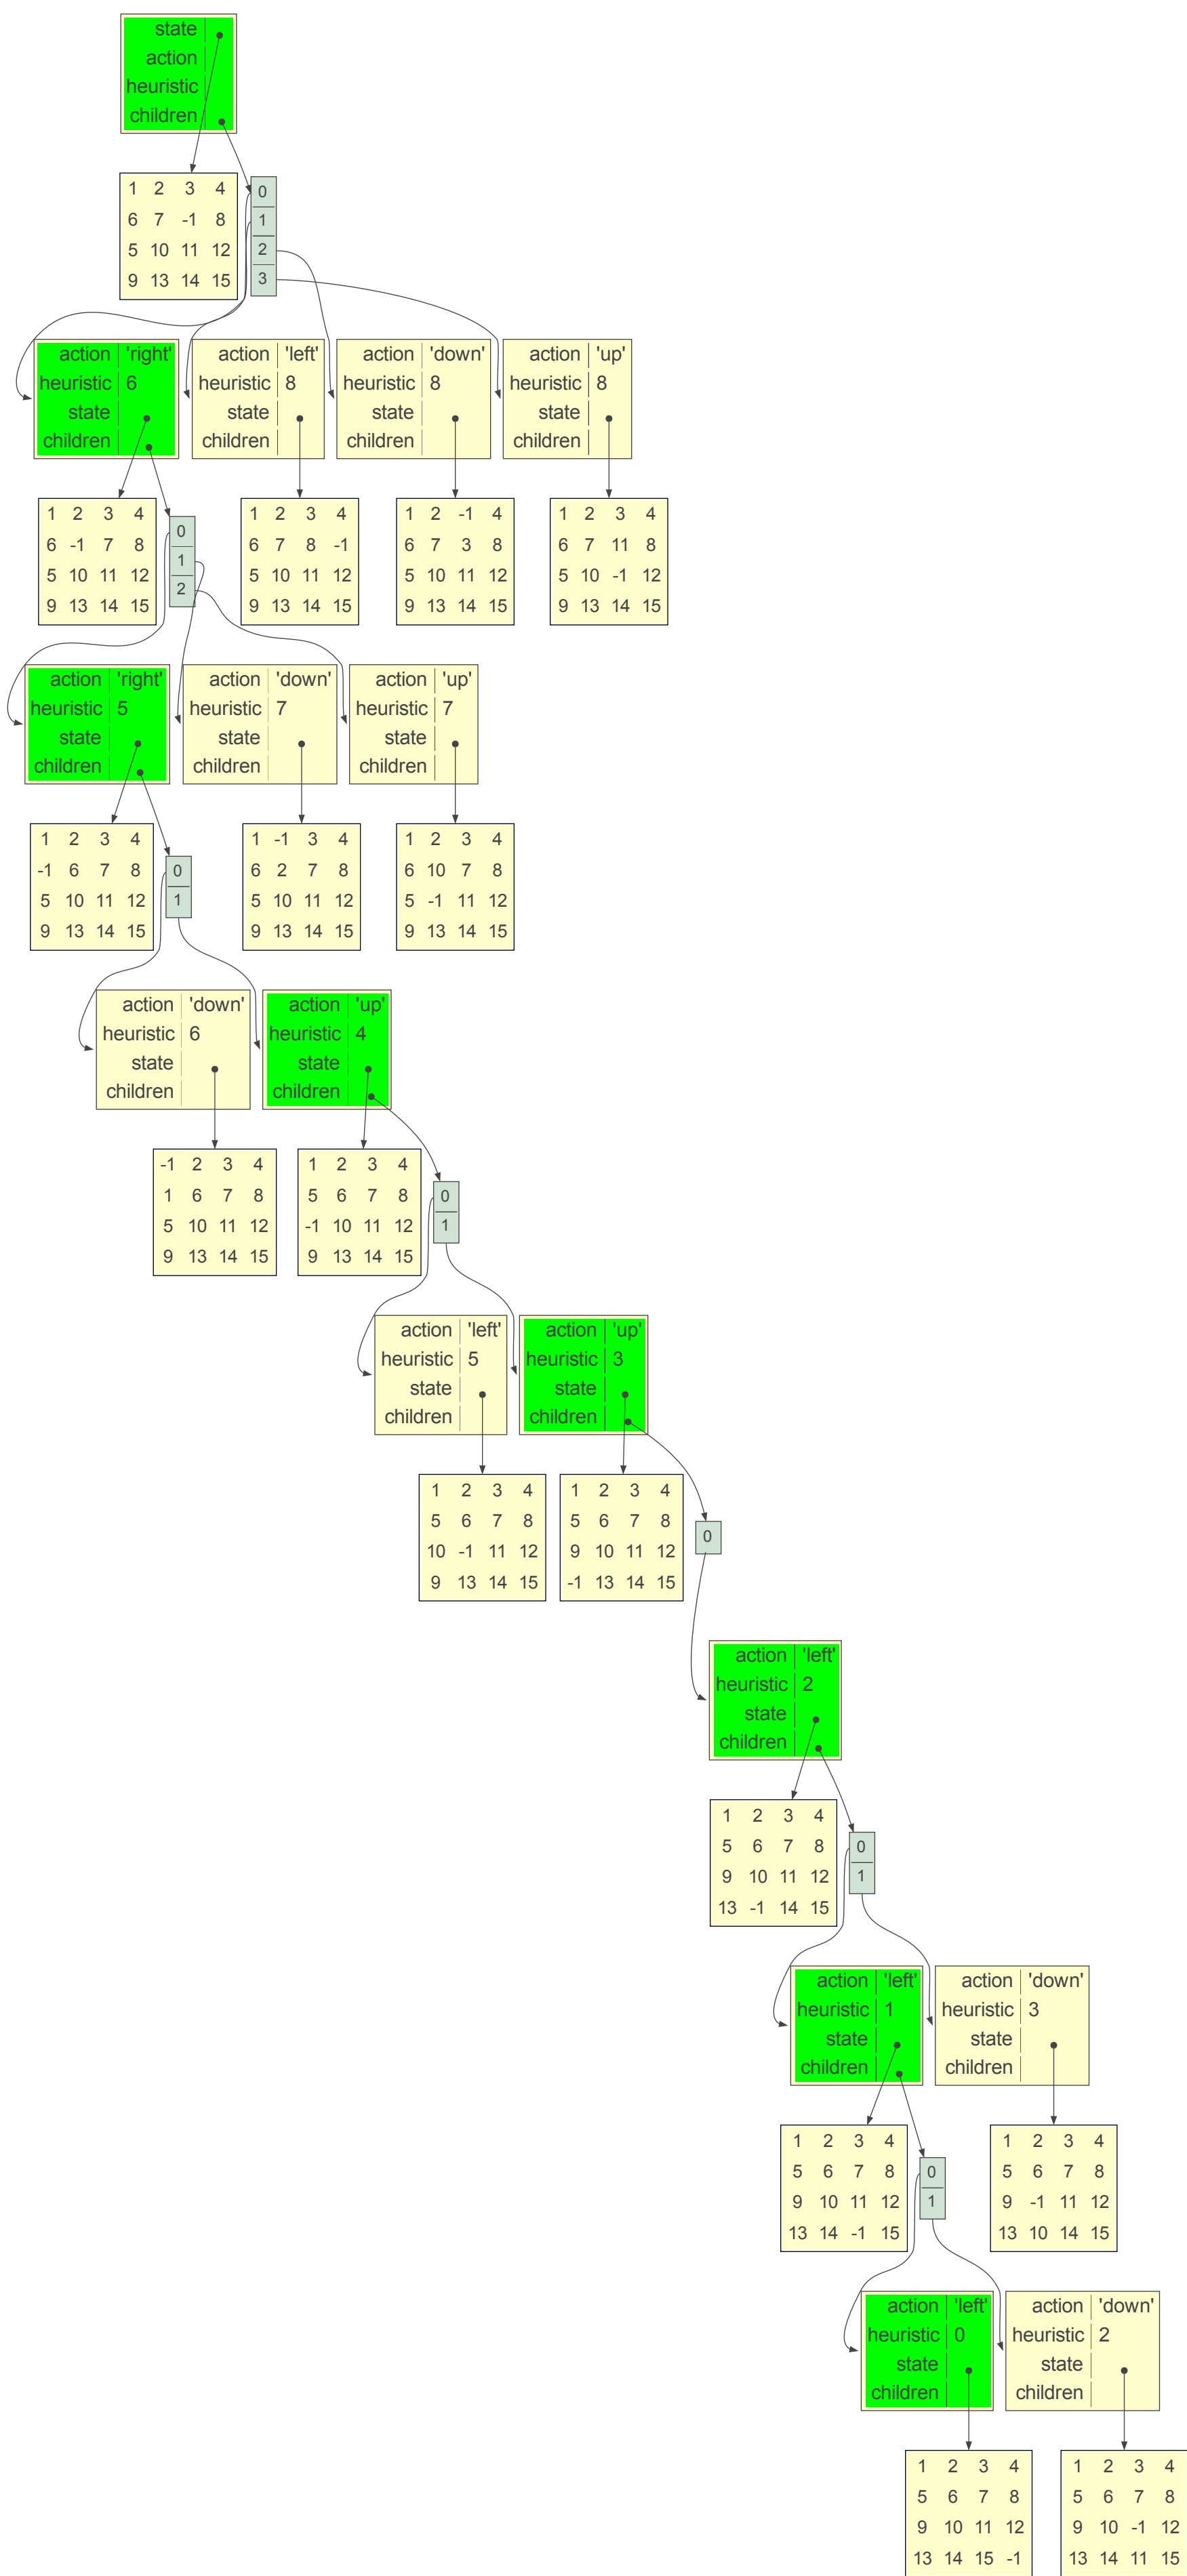 state
action
heuristic
children
1 2 3 4
6 7 -1 8
5 10 11 12
9 13 14 15
0
1
2
3
action 'right'
heuristic 6
state
children
action 'left'
heuristic 8
state
children
action 'down'
heuristic 8
state
children
action 'up'
heuristic 8
state
children
1 2 3 4
6 -1 7 8
5 10 11 12
9 13 14 15
0
1
2
1 2 3 4
6 7 8 -1
5 10 11 12
9 13 14 15
1 2 -1 4
6 7 3 8
5 10 11 12
9 13 14 15
1 2 3 4
6 7 11 8
5 10 -1 12
9 13 14 15
action 'right'
heuristic 5
state
children
action 'down'
heuristic 7
state
children
action 'up'
heuristic 7
state
children
1 2 3 4
-1 6 7 8
5 10 11 12
9 13 14 15
0
1
1 -1 3 4
6 2 7 8
5 10 11 12
9 13 14 15
1 2 3 4
6 10 7 8
5 -1 11 12
9 13 14 15
action 'down'
heuristic 6
state
children
action 'up'
heuristic 4
state
children
-1 2 3 4
1 6 7 8
5 10 11 12
9 13 14 15
1 2 3 4
5 6 7 8
-1 10 11 12
9 13 14 15
0
1
action 'left'
heuristic 5
state
children
action 'up'
heuristic 3
state
children
1 2 3 4
5 6 7 8
10 -1 11 12
9 13 14 15
1 2 3 4
5 6 7 8
9 10 11 12
-1 13 14 15
0
action 'left'
heuristic 2
state
children
1 2 3 4
5 6 7 8
9 10 11 12
13 -1 14 15
0
1
action 'left'
heuristic 1
state
children
action 'down'
heuristic 3
state
children
1 2 3 4
5 6 7 8
9 10 11 12
13 14 -1 15
0
1
1 2 3 4
5 6 7 8
9 -1 11 12
13 10 14 15
action 'left'
heuristic 0
state
children
action 'down'
heuristic 2
state
children
1 2 3 4
5 6 7 8
9 10 11 12
13 14 15 -1
1 2 3 4
5 6 7 8
9 10 -1 12
13 14 11 15